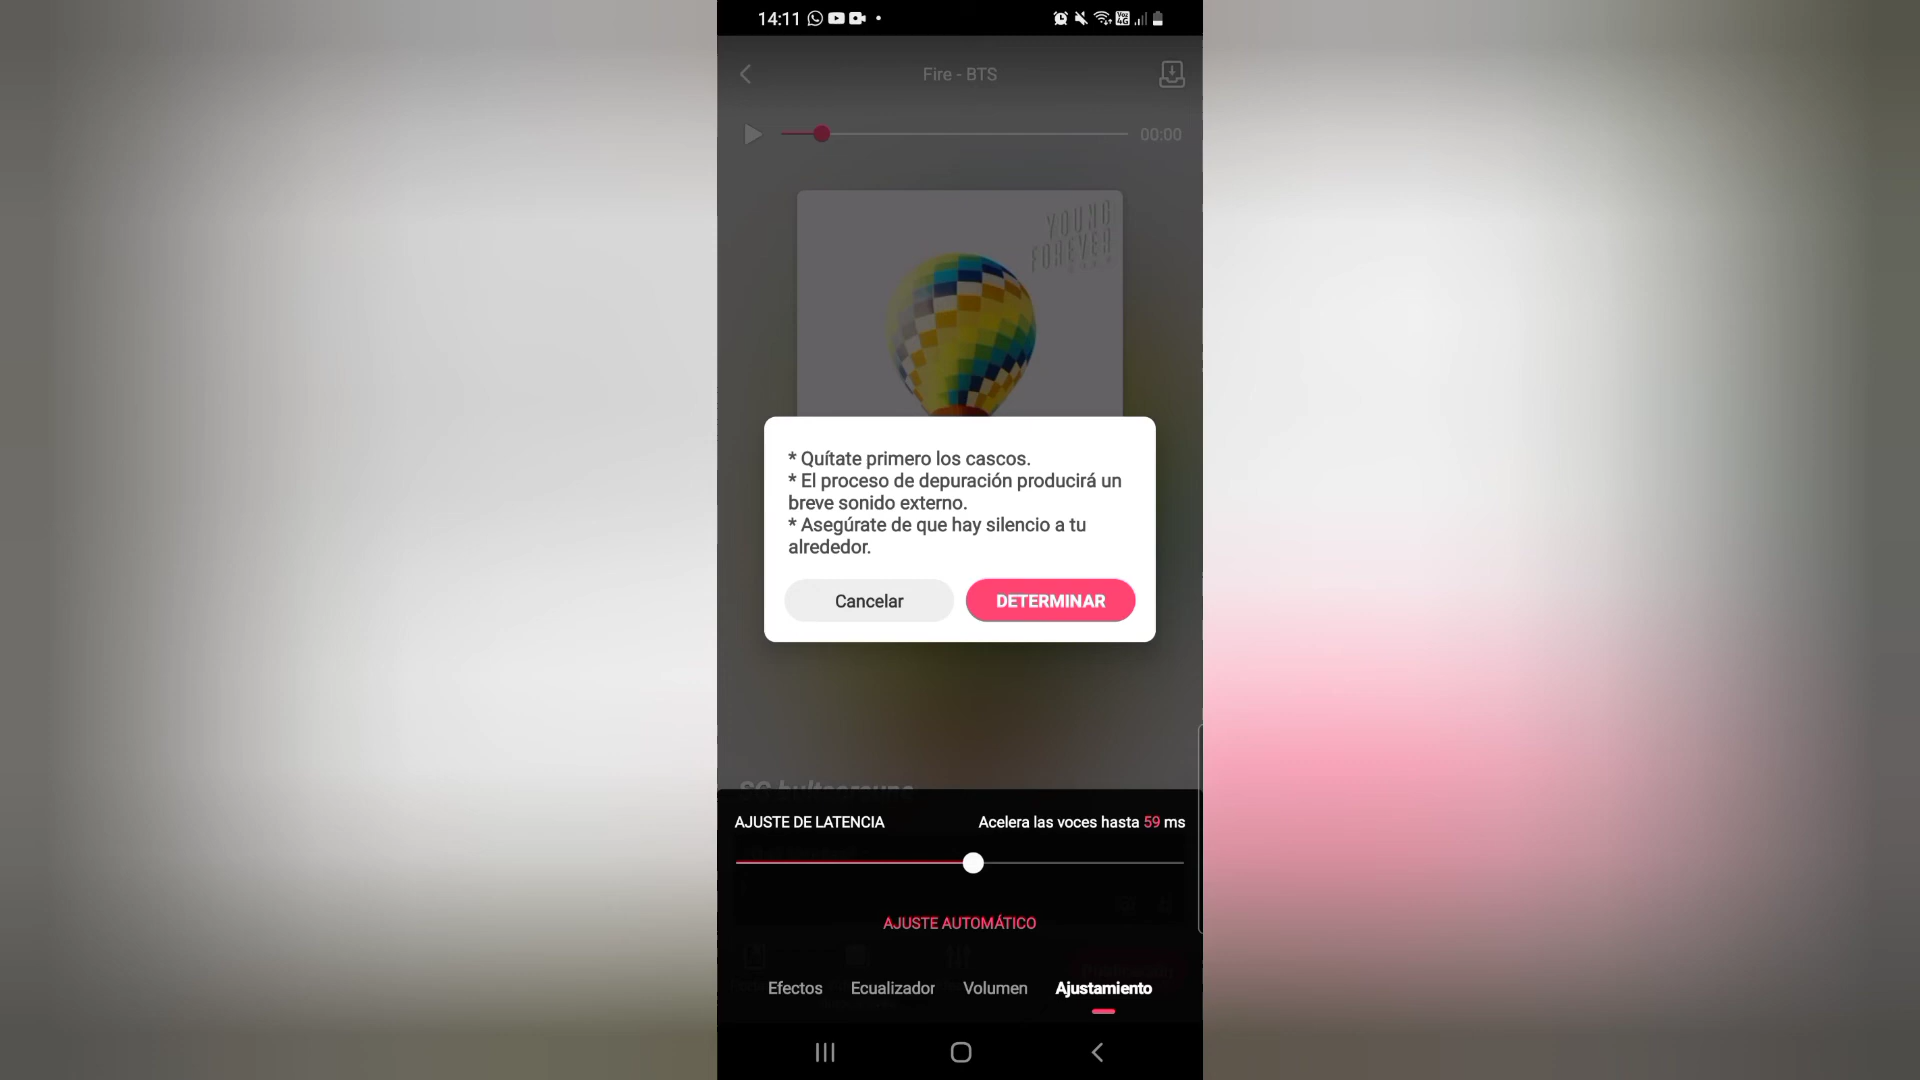 14:11
Fire - BTS
00:00
YOUNG
FOREVER
* Quítate primero los cascos.
* El proceso de depuración producirá un
breve sonido externo.
* Asegúrate de que hay silencio a tu
alrededor.
Cancelar
DETERMINAR
AJUSTE DE LATENCIA
Acelera las voces hasta 59 ms
AJUSTE AUTOMÁTICO
Efectos
Ecualizador
Volumen
Ajustamiento